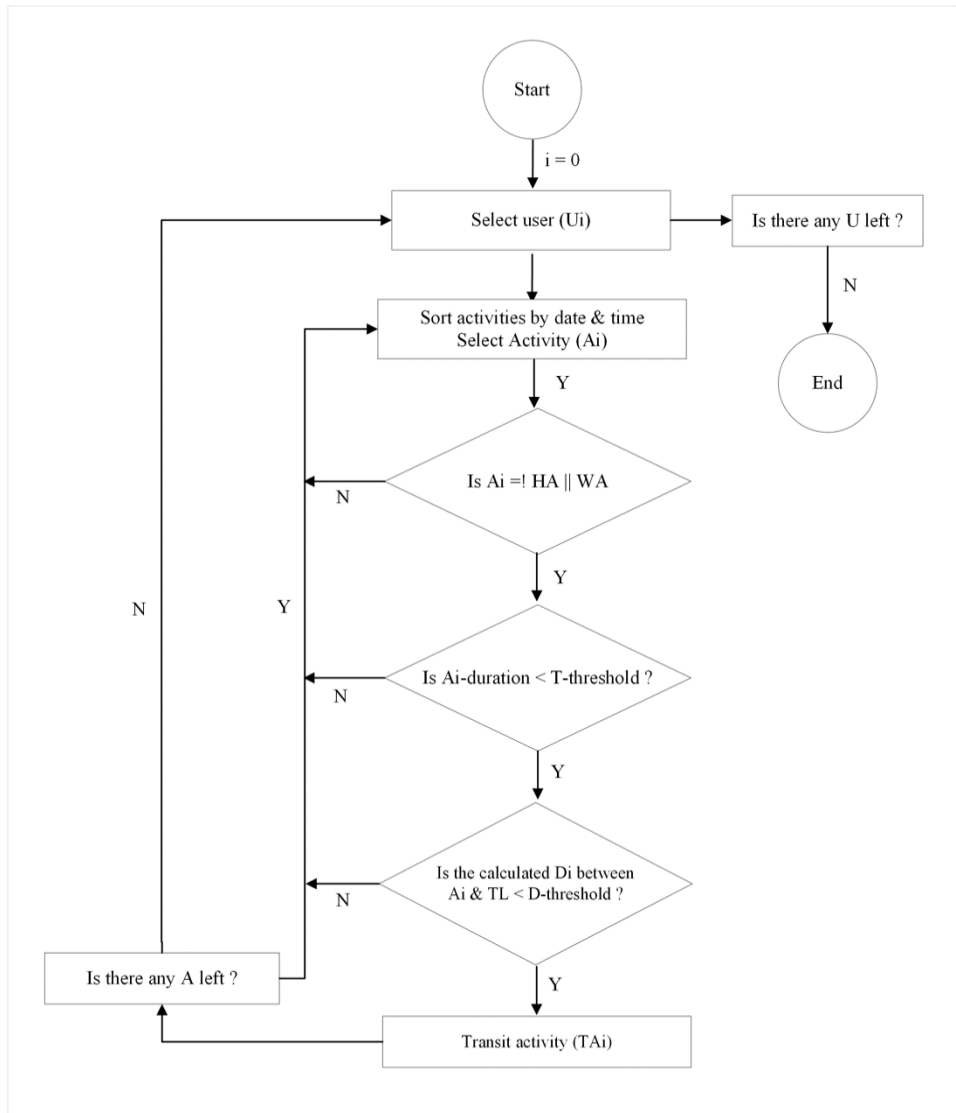 Start
i = 0
Select user (Ui)
Is there any U left ?
N
End
Sort activities by date & time
Select Activity (Ai)
Y
Is Ai =! HA || WA
N
Y
N
Y
Is Ai-duration < T-threshold ?
N
Y
Is the calculated Di between
Ai & TL < D-threshold ?
N
Is there any A left ?
Y
Transit activity (TAi)